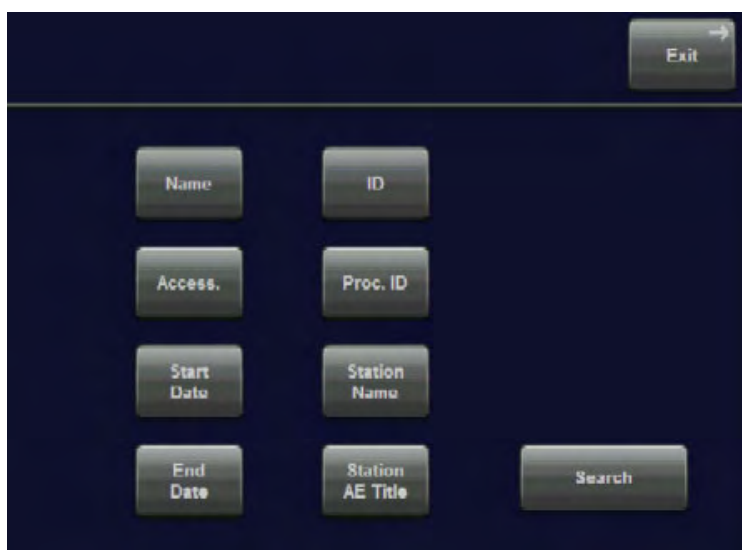 Exit
Name
ID
Access.
Proc. ID
Start
Date
Station
Name
End
Date
Station
AE Title
Search